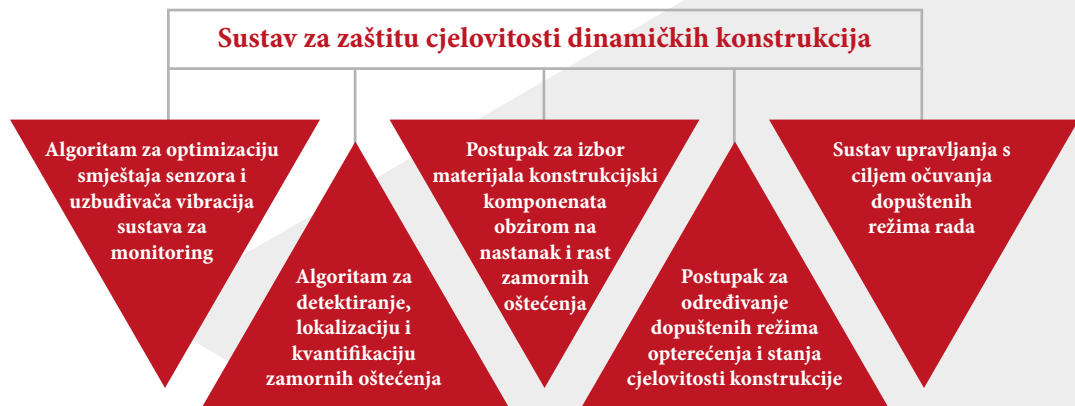 Sustav za zaštitu cjelovitosti dinamičkih konstrukcija
Algoritam za optimizaciju
smještaja senzora i
uzbuđivača vibracija
sustava za
monitoring
Algoritam za
detektiranje,
lokalizaciju i
kvantifikaciju
zamornih oštećenja
Postupak za izbor
materijala konstrukcijski
komponenata
obzirom na
nastanak i rast
zamornih
oštećenja
Postupak za
određivanje
dopuštenih režima
opterećenja i stanja
cjelovitosti konstrukcije
Sustav upravljanja s
ciljem očuvanja
dopuštenih
režima rada